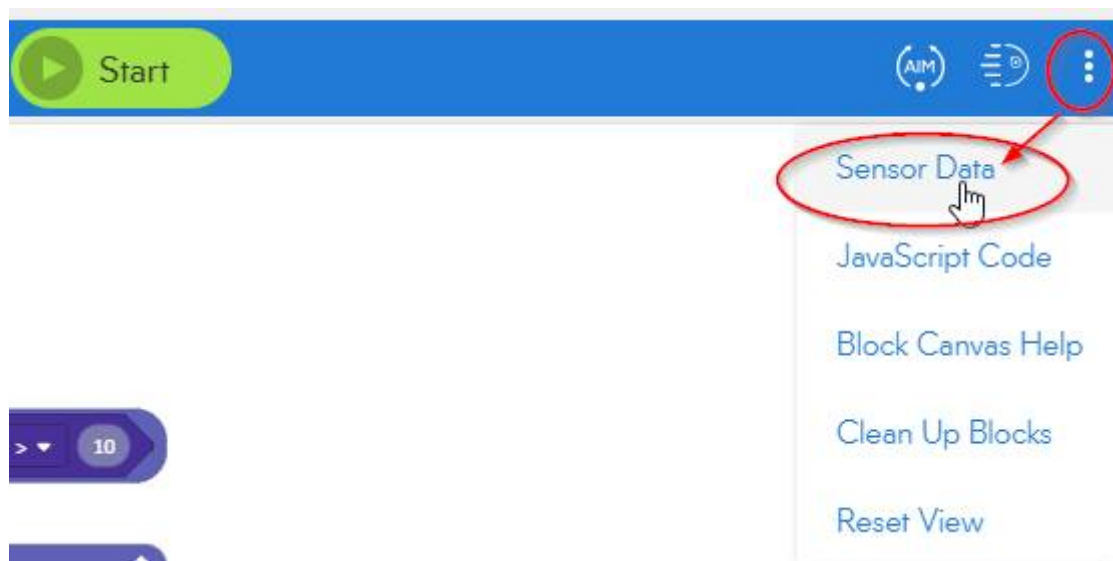 Start
AIM
Sensor Data
JavaScript Code
Block Canvas Help
> 10
Clean Up Blocks
Reset View